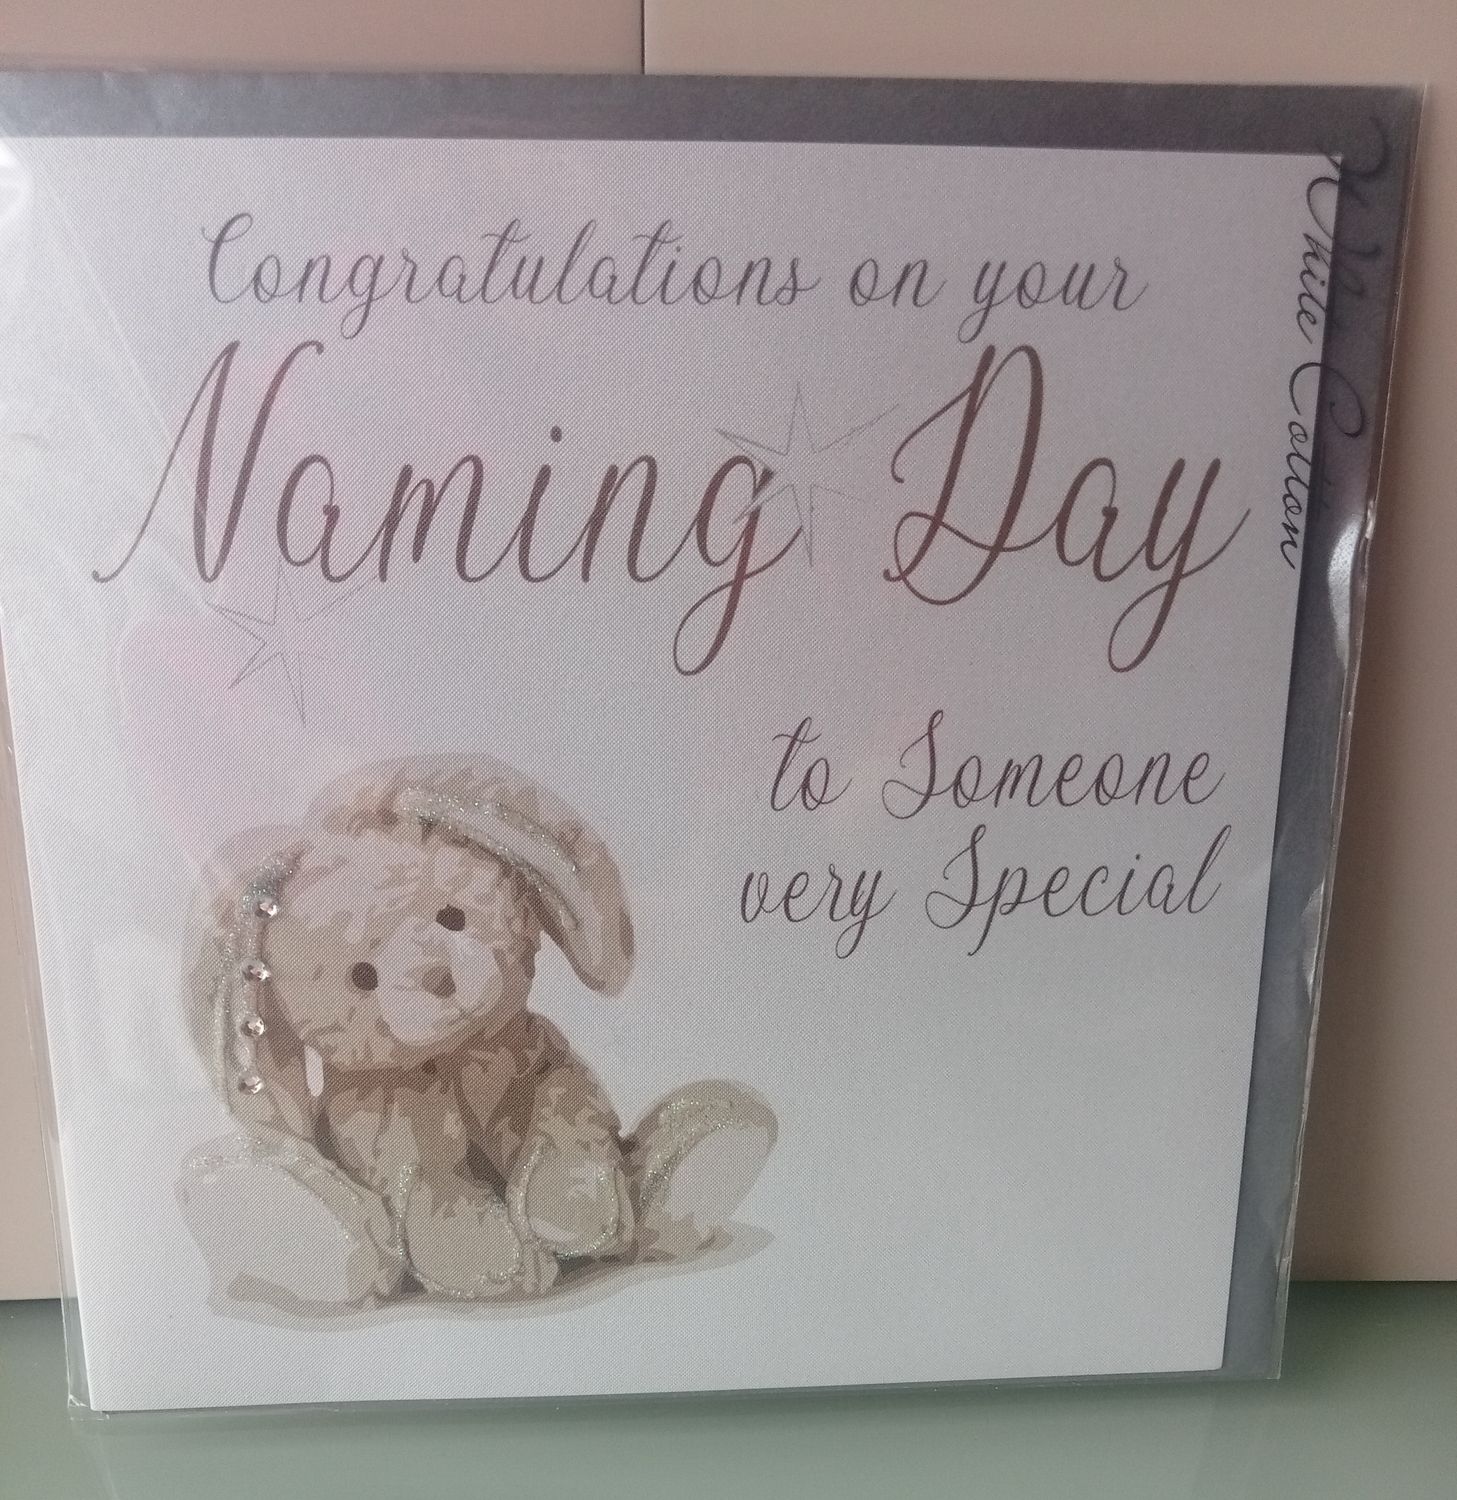 Congratulations on your
Naming Day
to Someone
very Special
White Cotton